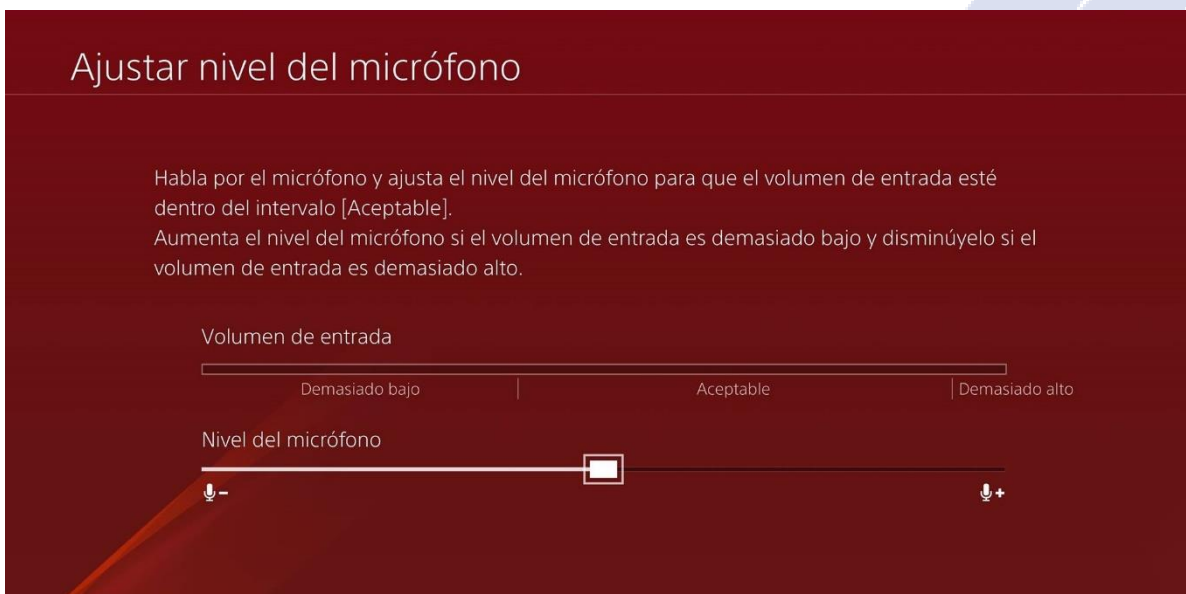 Ajustar nivel del micrófono
Habla por el micrófono y ajusta el nivel del micrófono para que el volumen de entrada esté
dentro del intervalo [Aceptable].
Aumenta el nivel del micrófono si el volumen de entrada es demasiado bajo y disminúyelo si el
volumen de entrada es demasiado alto.
Volumen de entrada
Demasiado bajo Aceptable Demasiado alto
Nivel del micrófono